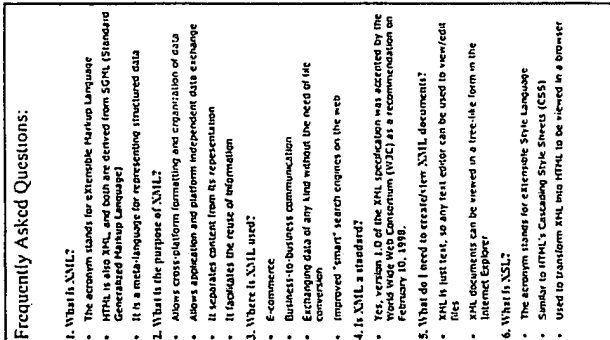 Frequently Asked Questions:
1. What is XML?
• The acronym stands for eXtensible Markup Language
• HTML is also XML, and both are derived from SGML (Standard
Generalized Markup Language)
• It is a meta-language for representing structured data
2. What is the purpose of XML?
• Allows cross-platform formatting and organization of data
• Allows application and platform independent data exchange
• It separates content from its repesentation
• It facilitates the reuse of information
3. Where is XML used?
• E-commerce
• Business-to-business communication
• Exchanging data of any kind without the need of file
conversion
• Improved "smart" search engines on the web
4. Is XML a standard?
• Yes, version 1.0 of the XML specification was accented by the
World Wide Web Consortium (W3C) as a recommendation on
February 10, 1998.
5. What do I need to create/view XML documents?
• XML is just text, so any text editor can be used to view/edit
files
• XML documents can be viewed in a tree-like form in the
Internet Explorer
6. What is XSL?
• The acronym stands for eXtensible Style Language
• Similar to HTML's Cascading Style Sheets (CSS)
• Used to transform XML into HTML to be viewed in a browser